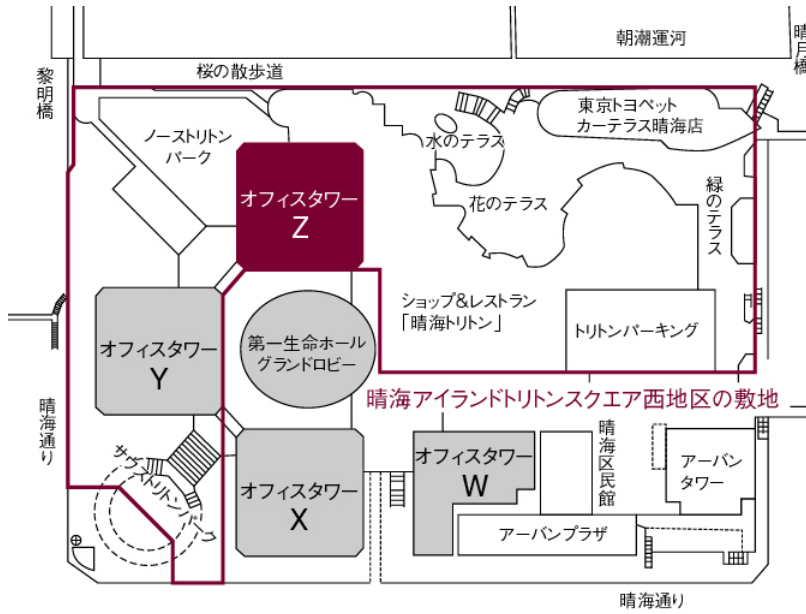 朝潮運河
晴月橋
黎明橋
桜の散歩道
東京トヨペット
カーテラス晴海店
ノーストリトン
パーク
水のテラス
オフィスタワー
Z
花のテラス
緑のテラス
ショップ&レストラン
「晴海トリトン」
トリトンパーキング
第一生命ホール
グランドロビー
オフィスタワー
Y
晴海アイランドトリトンスクエア西地区の敷地
晴海通り
サウストリトンパーク
オフィスタワー
X
オフィスタワー
W
晴海区民館
アーバン
タワー
アーバンプラザ
晴海通り